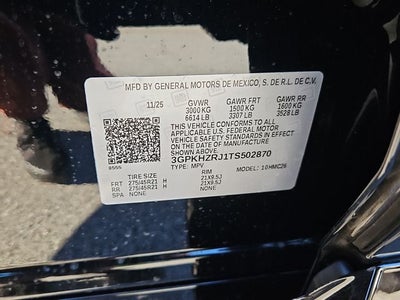 MFD BY GENERAL MOTORS DE MEXICO, S. DE R.L. DE C.V.
11/25 GVWR GAWR FRT GAWR RR
3000 KG 1500 KG 1600 KG
6614 LB 3307 LB 3528 LB
THIS VEHICLE CONFORMS TO ALL
APPLICABLE U.S. FEDERAL MOTOR
VEHICLE SAFETY STANDARDS IN EFFECT
ON THE DATE OF MANUFACTURE
SHOWN ABOVE.
3GPKHZRJ1TS502870
TYPE: MPV MODEL: 10HMC26
TIRE SIZE RIM
FRT 275/45R21 H 21X9.5J
RR 275/45R21 H 21X9.5J
SPA NONE NONE